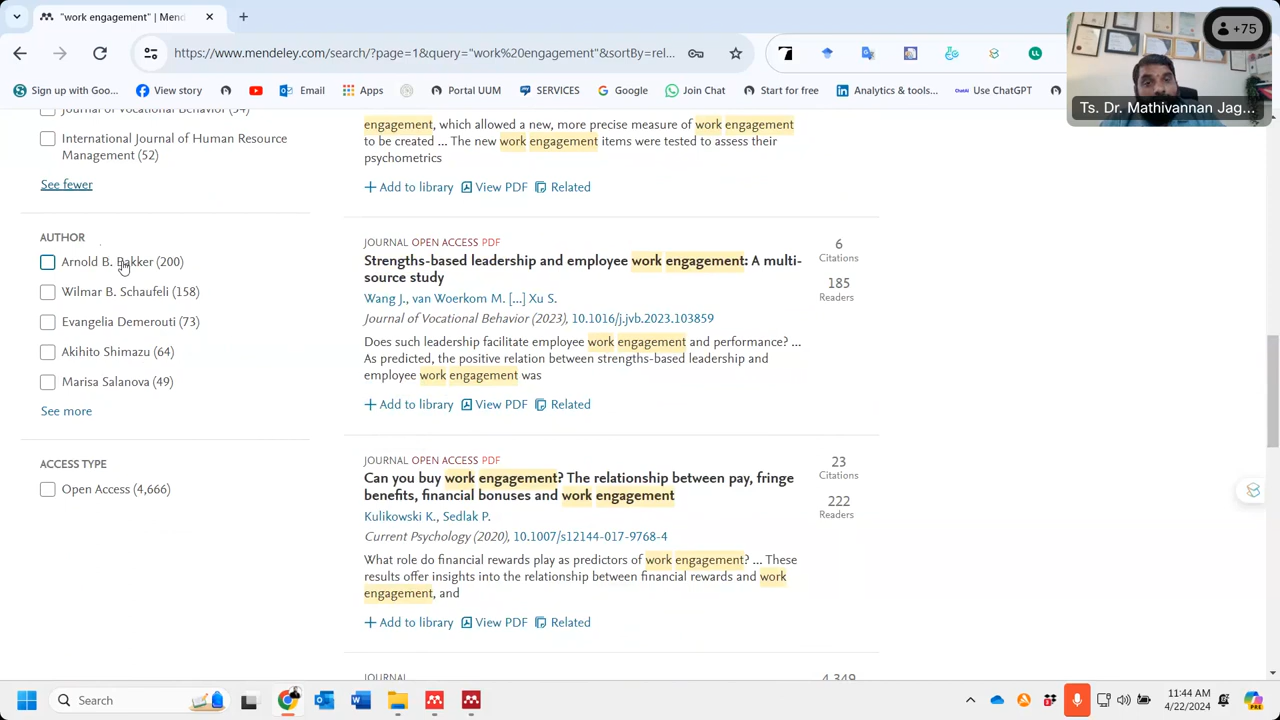 "work engagement" | Mend
+75
https://www.mendeley.com/search/?page=1&query="work%20engagement"&sortBy=rel...
Sign up with Goo...
View story
Email
Apps
Portal UUM
SERVICES
Google
Join Chat
Start for free
Analytics & tools...
Use ChatGPT
Ts. Dr. Mathivannan Jag...
Journal of Vocational Behavior (54)
International Journal of Human Resource
Management (52)
See fewer
AUTHOR
Arnold B. Bakker (200)
Wilmar B. Schaufeli (158)
Evangelia Demerouti (73)
Akihito Shimazu (64)
Marisa Salanova (49)
See more
ACCESS TYPE
Open Access (4,666)
engagement, which allowed a new, more precise measure of work engagement
to be created ... The new work engagement items were tested to assess their
psychometrics
Add to library View PDF Related
JOURNAL OPEN ACCESS PDF
Strengths-based leadership and employee work engagement: A multi-
source study
Wang J., van Woerkom M. [...] Xu S.
Journal of Vocational Behavior (2023), 10.1016/j.jvb.2023.103859
Does such leadership facilitate employee work engagement and performance? ...
As predicted, the positive relation between strengths-based leadership and
employee work engagement was
Add to library View PDF Related
6
Citations
185
Readers
JOURNAL OPEN ACCESS PDF
Can you buy work engagement? The relationship between pay, fringe
benefits, financial bonuses and work engagement
Kulikowski K., Sedlak P.
Current Psychology (2020), 10.1007/s12144-017-9768-4
What role do financial rewards play as predictors of work engagement? ... These
results offer insights into the relationship between financial rewards and work
engagement, and
Add to library View PDF Related
23
Citations
222
Readers
JOURNAL
4,349
Search
11:44 AM
4/22/2024